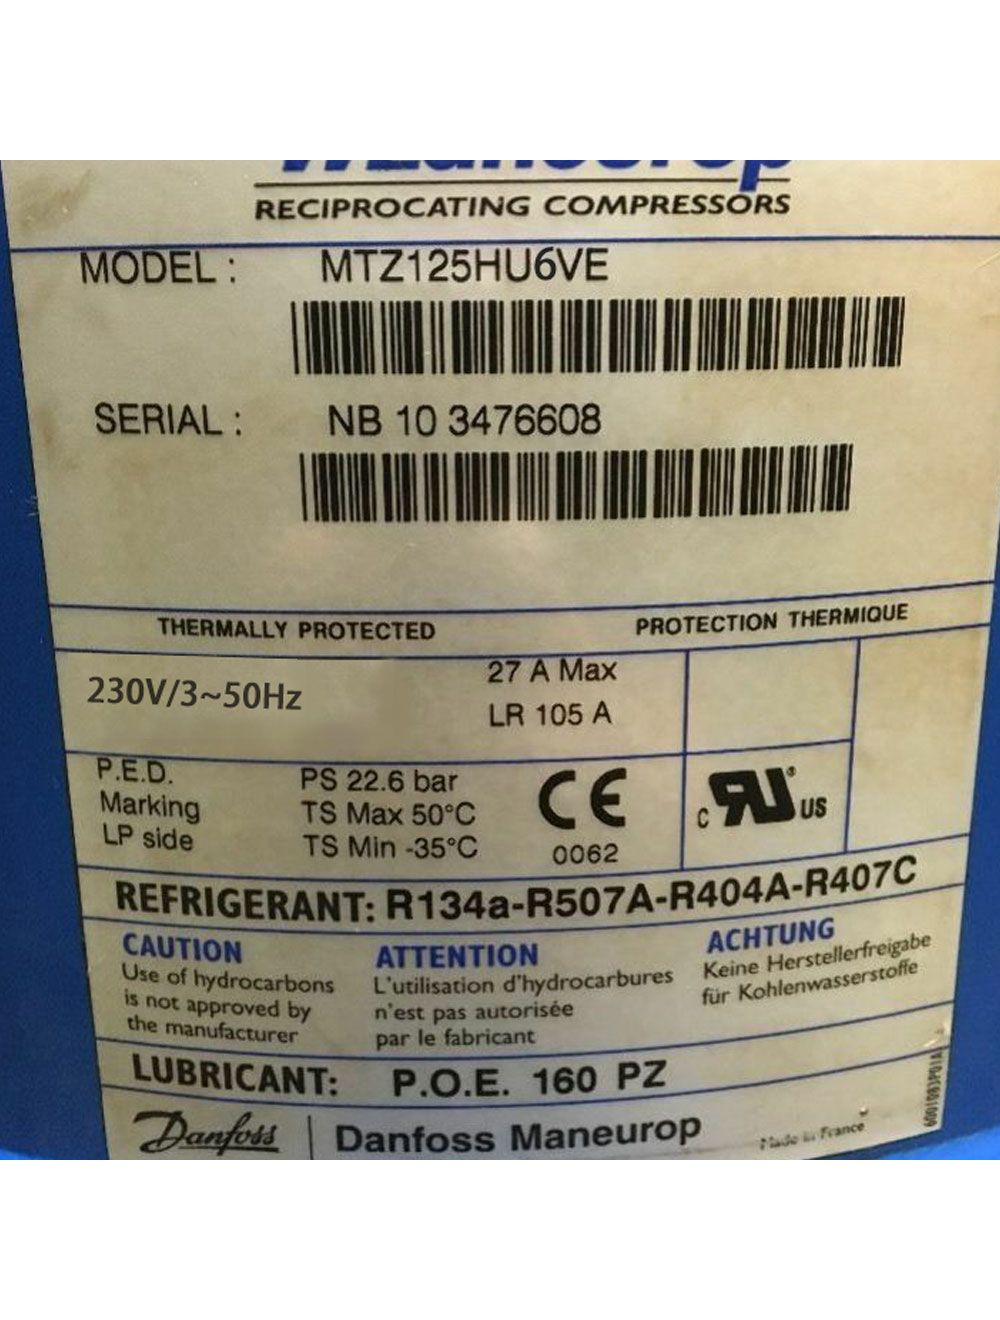 RECIPROCATING COMPRESSORS
MODEL : MTZ125HU6VE
SERIAL : NB 10 3476608
THERMALLY PROTECTED PROTECTION THERMIQUE
230V/3~50Hz 27 A Max
LR 105 A
P.E.D. PS 22.6 bar
Marking TS Max 50°C
LP side TS Min -35°C
CE
0062
c UR ® US
REFRIGERANT: R134a-R507A-R404A-R407C
CAUTION
Use of hydrocarbons
is not approved by
the manufacturer
ATTENTION
L'utilisation d'hydrocarbures
n'est pas autorisée
par le fabricant
ACHTUNG
Keine Herstellerfreigabe
für Kohlenwasserstoffe
LUBRICANT: P.O.E. 160 PZ
Danfoss Danfoss Maneurop
Made in France